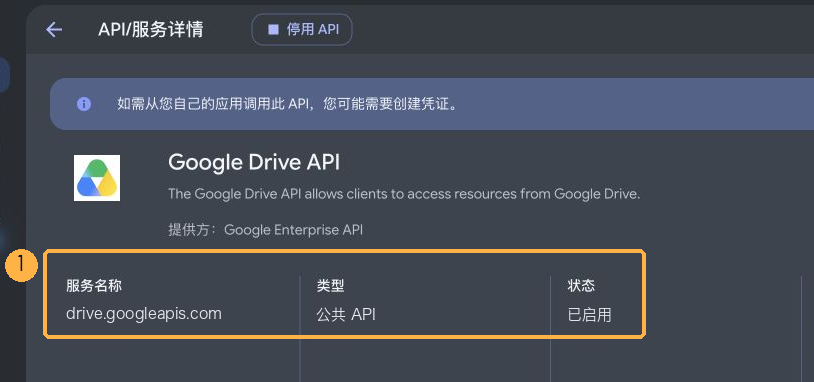 API/服务详情 停用 API
如需从您自己的应用调用此 API，您可能需要创建凭证。
Google Drive API
The Google Drive API allows clients to access resources from Google Drive.
提供方：Google Enterprise API
1
服务名称 类型 状态
drive.googleapis.com 公共 API 已启用